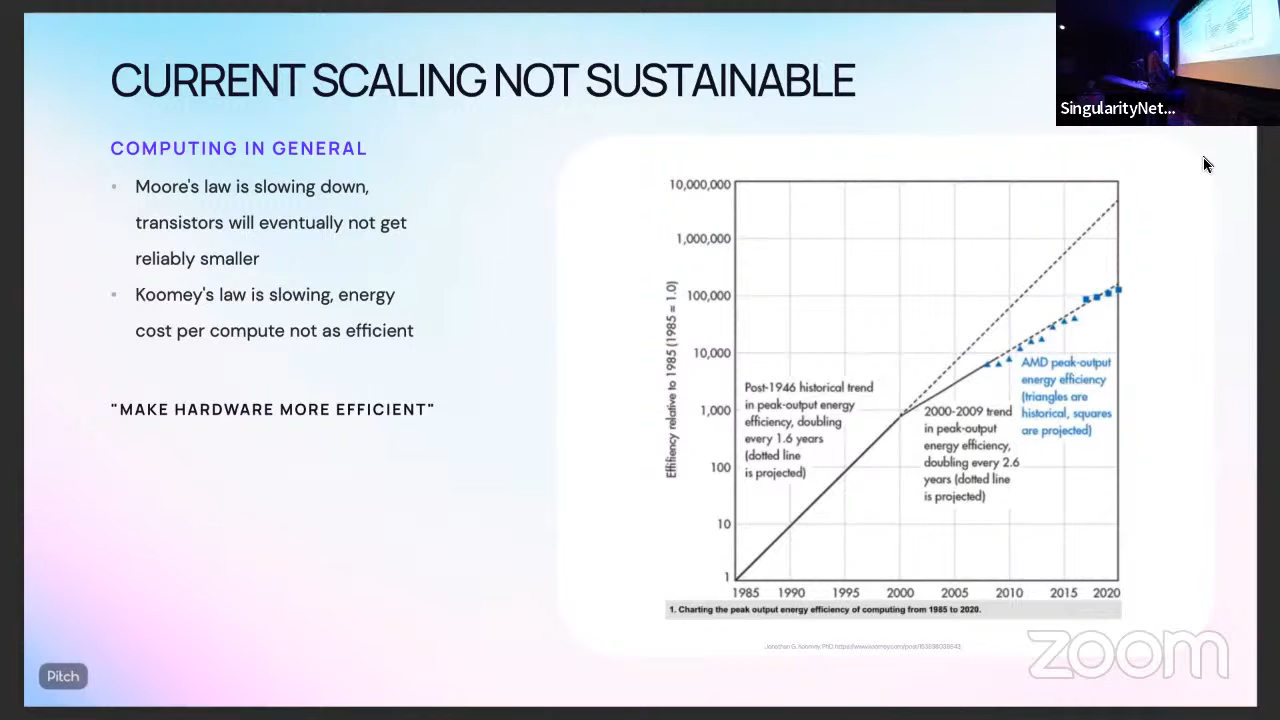 CURRENT SCALING NOT SUSTAINABLE
SingularityNet...
COMPUTING IN GENERAL
Moore's law is slowing down,
transistors will eventually not get
reliably smaller
Koomey's law is slowing, energy
cost per compute not as efficient
"MAKE HARDWARE MORE EFFICIENT"
Effiency relative to 1985 (1985 = 1.0)
10,000,000
1,000,000
100,000
10,000
1,000
100
10
1
Post-1946 historical trend
in peak-output energy
efficiency, doubling
every 1.6 years
(dotted line
is projected)
2000-2009 trend
in peak-output
energy efficiency,
doubling every 2.6
years (dotted line
is projected)
AMD peak-output
energy efficiency
(triangles are
historical, squares
are projected)
1985 1990 1995 2000 2005 2010 2015 2020
1. Charting the peak output energy efficiency of computing from 1985 to 2020.
Jonathan G. Koomey, PhD
zoom
Pitch